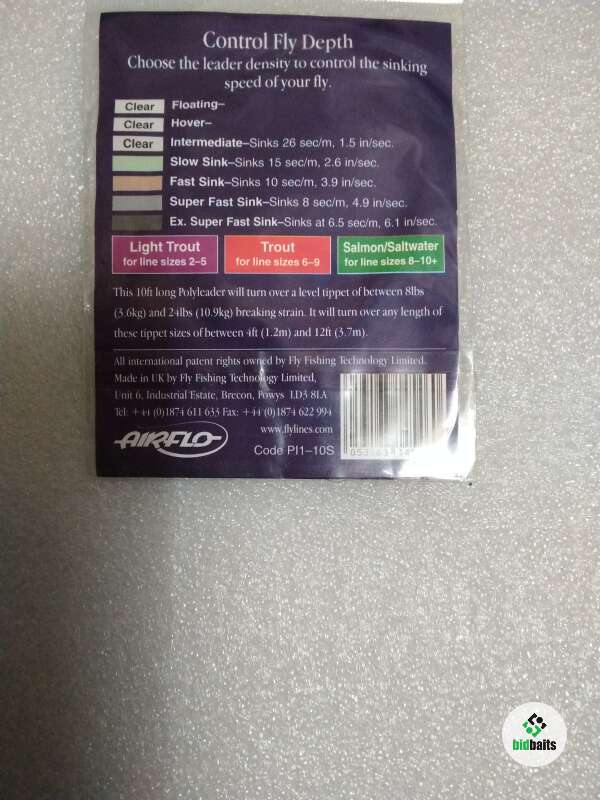 Control Fly Depth
Choose the leader density to control the sinking
speed of your fly.
Clear Floating–
Clear Hover–
Clear Intermediate–Sinks 26 sec/m, 1.5 in/sec.
Slow Sink–Sinks 15 sec/m, 2.6 in/sec.
Fast Sink–Sinks 10 sec/m, 3.9 in/sec.
Super Fast Sink–Sinks 8 sec/m, 4.9 in/sec.
Ex. Super Fast Sink–Sinks at 6.5 sec/m, 6.1 in/sec.
Light Trout Trout Salmon/Saltwater
for line sizes 2–5 for line sizes 6–9 for line sizes 8–10+
This 10ft long Polyleader will turn over a level tippet of between 8lbs
(3.6kg) and 24lbs (10.9kg) breaking strain. It will turn over any length of
these tippet sizes of between 4ft (1.2m) and 12ft (3.7m).
All international patent rights owned by Fly Fishing Technology Limited.
Made in UK by Fly Fishing Technology Limited,
Unit 6, Industrial Estate, Brecon, Powys LD3 8LA
Tel: +44 (0)1874 611 633 Fax: +44 (0)1874 622 994
www.flylines.com
AIRFLO
Code PI1–10S
bidbaits